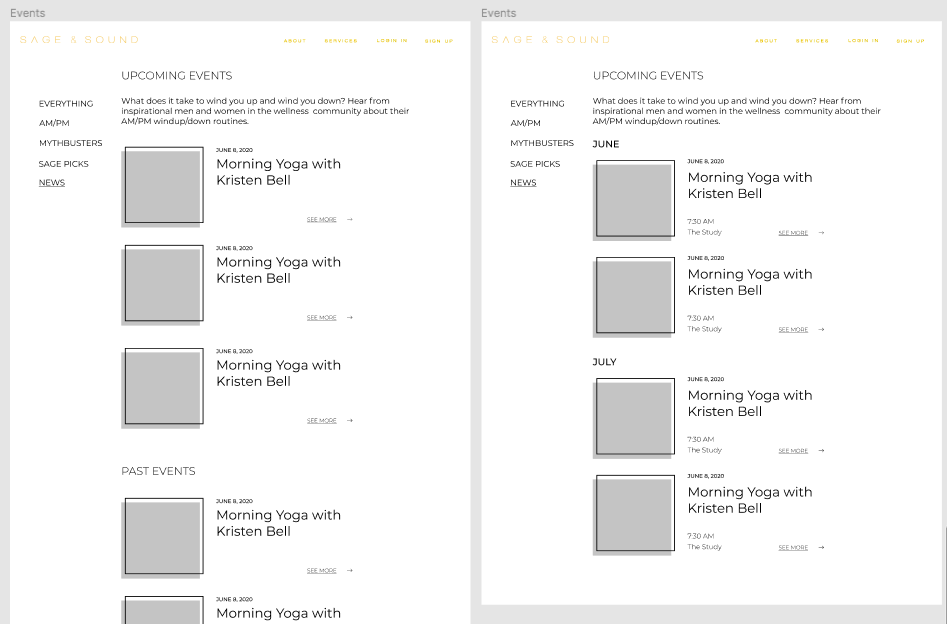 Events
SAGE & SOUND
ABOUT SERVICES LOGIN IN SIGN UP
UPCOMING EVENTS
EVERYTHING
AM/PM
MYTHBUSTERS
SAGE PICKS
NEWS
What does it take to wind you up and wind you down? Hear from
inspirational men and women in the wellness community about their
AM/PM windup/down routines.
JUNE 8, 2020
Morning Yoga with
Kristen Bell
SEE MORE →
JUNE 8, 2020
Morning Yoga with
Kristen Bell
SEE MORE →
JUNE 8, 2020
Morning Yoga with
Kristen Bell
SEE MORE →
PAST EVENTS
JUNE 8, 2020
Morning Yoga with
Kristen Bell
SEE MORE →
JUNE 8, 2020
Morning Yoga with
Events
SAGE & SOUND
ABOUT SERVICES LOGIN IN SIGN UP
UPCOMING EVENTS
EVERYTHING
AM/PM
MYTHBUSTERS
SAGE PICKS
NEWS
What does it take to wind you up and wind you down? Hear from
inspirational men and women in the wellness community about their
AM/PM windup/down routines.
JUNE
JUNE 8, 2020
Morning Yoga with
Kristen Bell
7:30 AM
The Study SEE MORE →
JUNE 8, 2020
Morning Yoga with
Kristen Bell
7:30 AM
The Study SEE MORE →
JULY
JUNE 8, 2020
Morning Yoga with
Kristen Bell
7:30 AM
The Study SEE MORE →
JUNE 8, 2020
Morning Yoga with
Kristen Bell
7:30 AM
The Study SEE MORE →